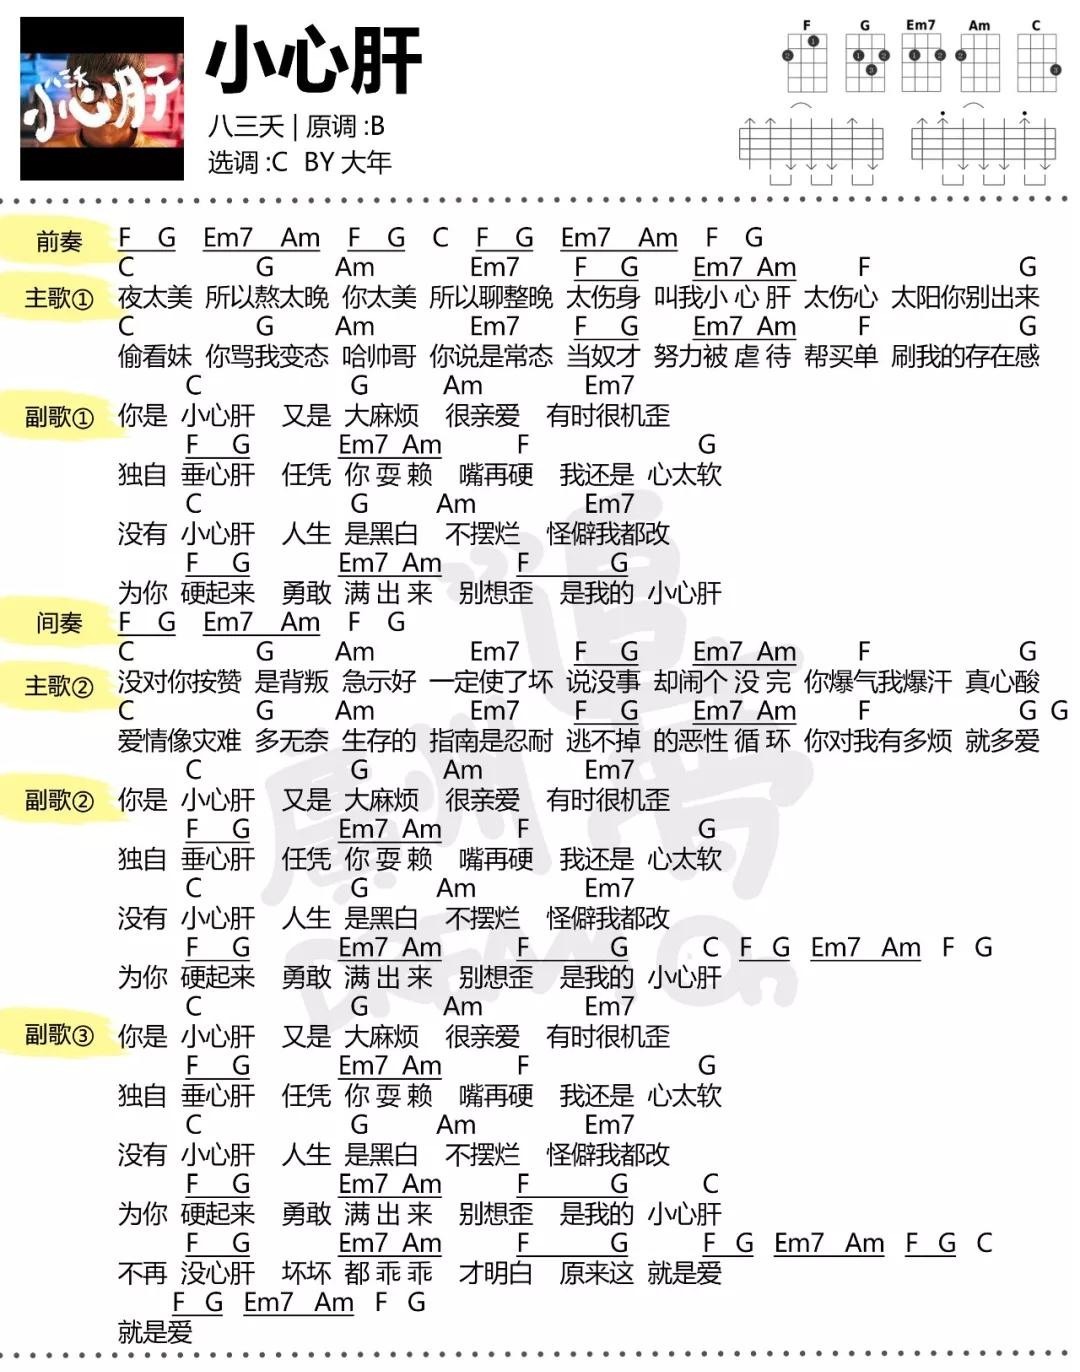 八三夭
小心肝
小心肝
八三夭 | 原调 :B
选调 :C BY 大年
F G Em7 Am C
前奏 F G Em7 Am F G C F G Em7 Am F G
C G Am Em7 F G Em7 Am F G
主歌① 夜太美 所以熬太晚 你太美 所以聊整晚 太伤身 叫我小 心 肝 太伤心 太阳你别出来
C G Am Em7 F G Em7 Am F G
偷看妹 你骂我变态 哈帅哥 你说是常态 当奴才 努力被 虐 待 帮买单 刷我的存在感
C G Am Em7
副歌① 你是 小心肝 又是 大麻烦 很亲爱 有时很机歪
F G Em7 Am F G
独自 垂心肝 任凭 你 耍 赖 嘴再硬 我还是 心太软
C G Am Em7
没有 小心肝 人生 是黑白 不摆烂 怪僻我都改
F G Em7 Am F G
为你 硬起来 勇敢 满 出 来 别想歪 是我的 小心肝
间奏 F G Em7 Am F G
C G Am Em7 F G Em7 Am F G
主歌② 没对你按赞 是背叛 急示好 一定使了坏 说没事 却闹个 没 完 你爆气我爆汗 真心酸
C G Am Em7 F G Em7 Am F G G
爱情像灾难 多无奈 生存的 指南是忍耐 逃不掉 的恶性 循 环 你对我有多烦 就多爱
C G Am Em7
副歌② 你是 小心肝 又是 大麻烦 很亲爱 有时很机歪
F G Em7 Am F G
独自 垂心肝 任凭 你 耍 赖 嘴再硬 我还是 心太软
C G Am Em7
没有 小心肝 人生 是黑白 不摆烂 怪僻我都改
F G Em7 Am F G C F G Em7 Am F G
为你 硬起来 勇敢 满 出 来 别想歪 是我的 小心肝
C G Am Em7
副歌③ 你是 小心肝 又是 大麻烦 很亲爱 有时很机歪
F G Em7 Am F G
独自 垂心肝 任凭 你 耍 赖 嘴再硬 我还是 心太软
C G Am Em7
没有 小心肝 人生 是黑白 不摆烂 怪僻我都改
F G Em7 Am F G C
为你 硬起来 勇敢 满 出 来 别想歪 是我的 小心肝
F G Em7 Am F G F G Em7 Am F G C
不再 没心肝 坏坏 都 乖 乖 才明白 原来这 就是爱
F G Em7 Am F G
就是爱